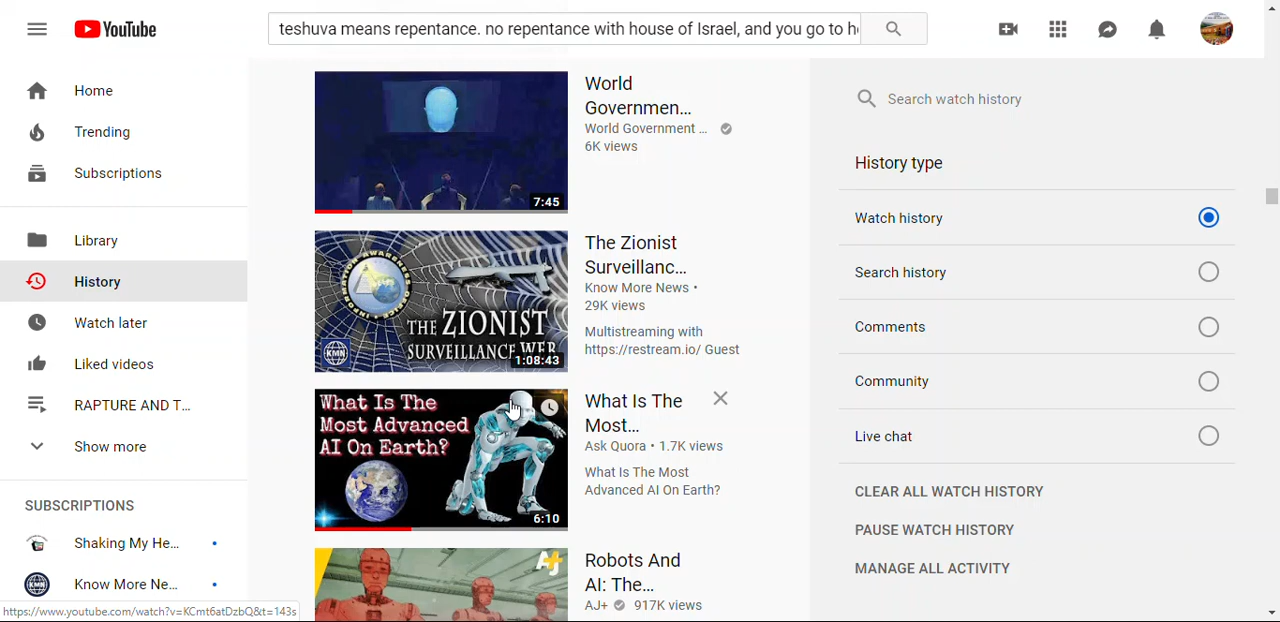 YouTube
teshuva means repentance. no repentance with house of Israel, and you go to h
Home
Trending
Subscriptions
Library
History
Watch later
Liked videos
RAPTURE AND T...
Show more
SUBSCRIPTIONS
Shaking My He...
Know More Ne...
https://www.youtube.com/watch?v=KCmt6atDzbQ&t=143s
7:45
World
Governmen...
World Government ...
6K views
INFORMATION AWARENESS OFFICE
THE ZIONIST
SURVEILLANCE WEB
KMN
1:08:43
The Zionist
Surveillanc...
Know More News •
29K views
Multistreaming with
https://restream.io/ Guest
What Is The
Most Advanced
AI On Earth?
6:10
What Is The
Most...
Ask Quora • 1.7K views
What Is The Most
Advanced AI On Earth?
AJ+
Robots And
AI: The...
AJ+ 917K views
Search watch history
History type
Watch history
Search history
Comments
Community
Live chat
CLEAR ALL WATCH HISTORY
PAUSE WATCH HISTORY
MANAGE ALL ACTIVITY